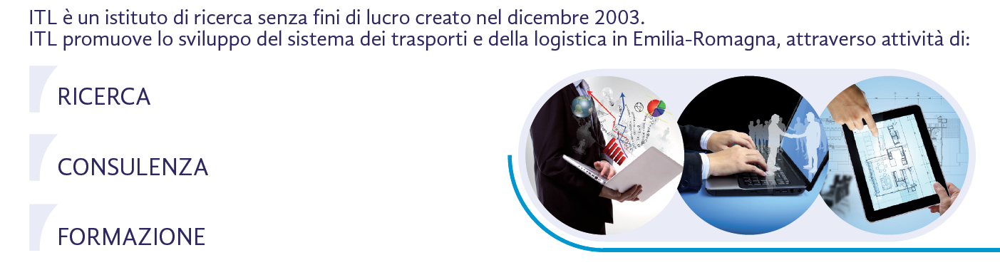 ITL è un istituto di ricerca senza fini di lucro creato nel dicembre 2003.
ITL promuove lo sviluppo del sistema dei trasporti e della logistica in Emilia-Romagna, attraverso attività di:
RICERCA
CONSULENZA
FORMAZIONE